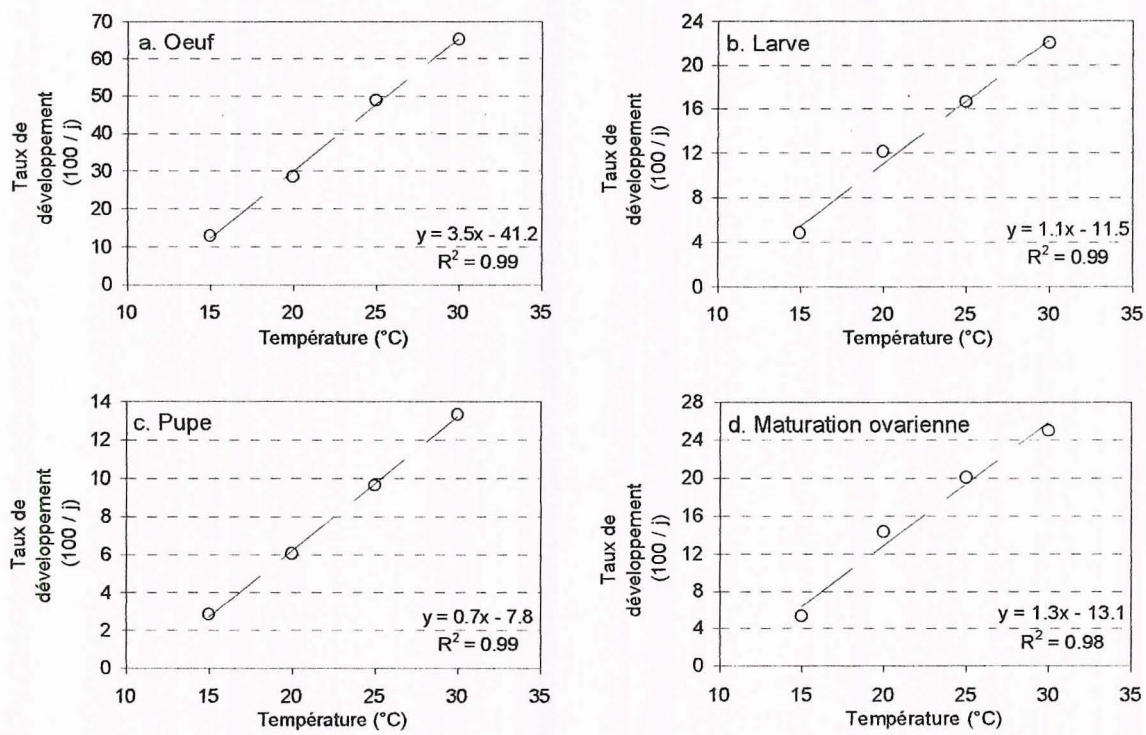 a. Oeuf
Taux de
développement
(100 / j)
70
60
50
40
30
20
10
0
y = 3.5x - 41.2
R² = 0.99
10 15 20 25 30 35
Température (°C)
b. Larve
Taux de
développement
(100 / j)
24
20
16
12
8
4
0
y = 1.1x - 11.5
R² = 0.99
10 15 20 25 30 35
Température (°C)
c. Pupe
Taux de
développement
(100 / j)
14
12
10
8
6
4
2
0
y = 0.7x - 7.8
R² = 0.99
10 15 20 25 30 35
Température (°C)
d. Maturation ovarienne
Taux de
développement
(100 / j)
28
24
20
16
12
8
4
0
y = 1.3x - 13.1
R² = 0.98
10 15 20 25 30 35
Température (°C)